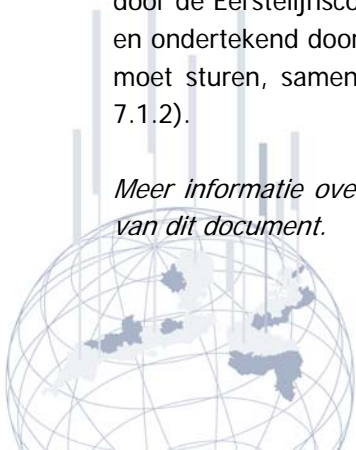 door de Eerstelijnsco
en ondertekend door
moet sturen, samen
7.1.2).
Meer informatie ove
van dit document.